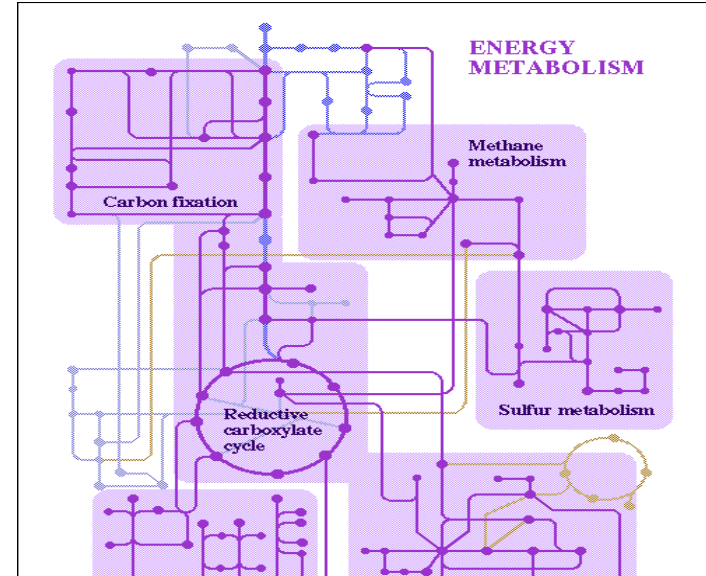 ENERGY
METABOLISM
Methane
metabolism
Carbon fixation
Sulfur metabolism
Reductive
carboxylate
cycle